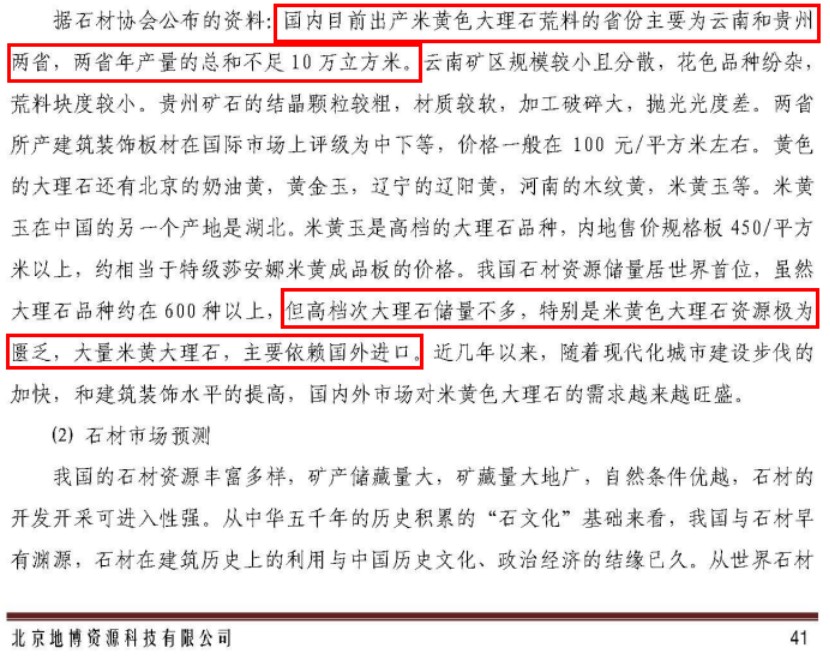 据石材协会公布的资料：国内目前出产米黄色大理石荒料的省份主要为云南和贵州
两省，两省年产量的总和不足 10 万立方米。云南矿区规模较小且分散，花色品种纷杂，
荒料块度较小。贵州矿石的结晶颗粒较粗，材质较软，加工破碎大，抛光光度差。两省
所产建筑装饰板材在国际市场上评级为中下等，价格一般在 100 元/平方米左右。黄色
的大理石还有北京的奶油黄，黄金玉，辽宁的辽阳黄，河南的木纹黄，米黄玉等。米黄
玉在中国的另一个产地是湖北。米黄玉是高档的大理石品种，内地售价规格板 450/平方
米以上，约相当于特级莎安娜米黄成品板的价格。我国石材资源储量居世界首位，虽然
大理石品种约在 600 种以上，但高档次大理石储量不多，特别是米黄色大理石资源极为
匮乏，大量米黄大理石，主要依赖国外进口。近几年以来，随着现代化城市建设步伐的
加快，和建筑装饰水平的提高，国内外市场对米黄色大理石的需求越来越旺盛。
(2) 石材市场预测
我国的石材资源丰富多样，矿产储藏量大，矿藏量大地广，自然条件优越，石材的
开发开采可进入性强。从中华五千年的历史积累的“石文化”基础来看，我国与石材早
有渊源，石材在建筑历史上的利用与中国历史文化、政治经济的结缘已久。从世界石材
北京地博资源科技有限公司 41